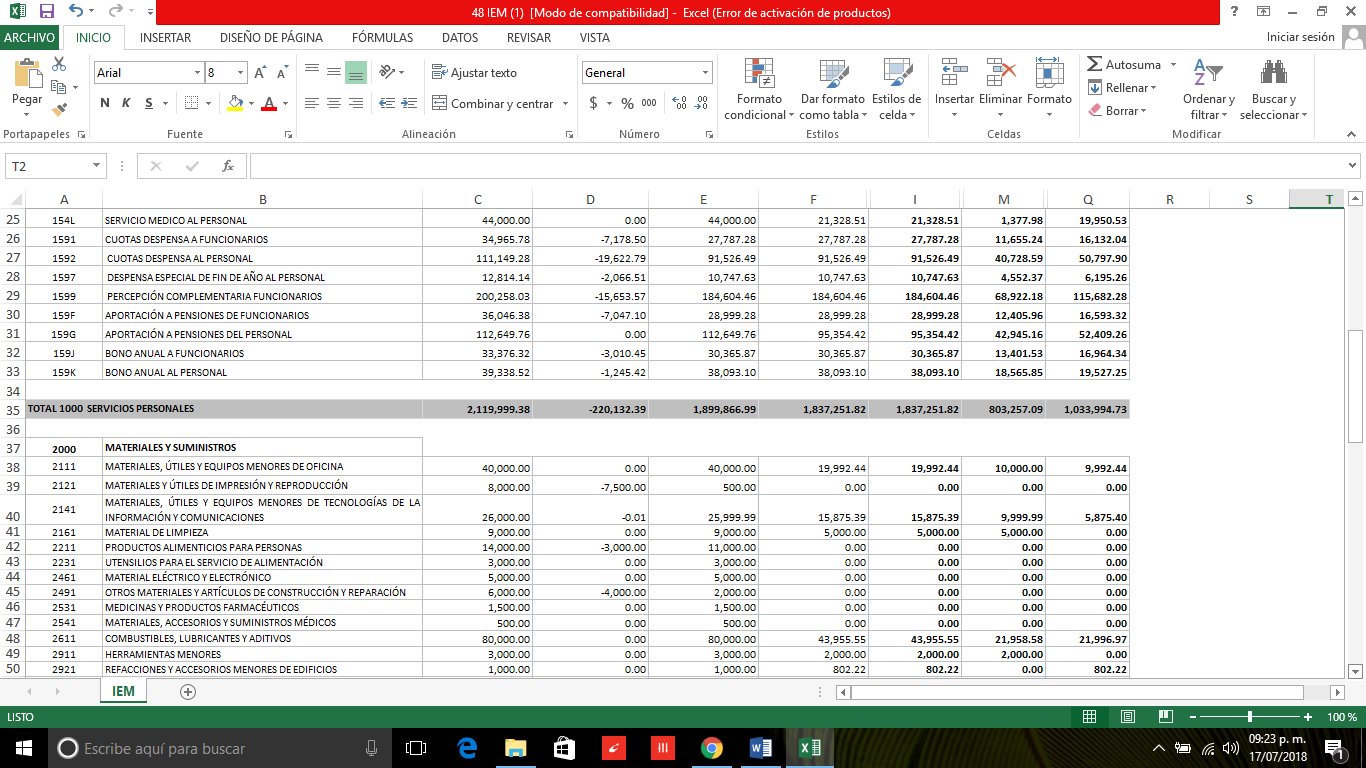 48 IEM (1) [Modo de compatibilidad] - Excel (Error de activación de productos)
ARCHIVO INICIO INSERTAR DISEÑO DE PÁGINA FÓRMULAS DATOS REVISAR VISTA Iniciar sesión
Pegar Arial 8 Ajustar texto General Formato condicional Dar formato como tabla Estilos de celda Insertar Eliminar Formato Autosuma Rellenar Borrar Ordenar y filtrar Buscar y seleccionar
N K S Combinar y centrar $ % 000
Portapapeles Fuente Alineación Número Estilos Celdas Modificar
T2 fx
A B C D E F I M Q R S T
25 154L SERVICIO MEDICO AL PERSONAL 44,000.00 0.00 44,000.00 21,328.51 21,328.51 1,377.98 19,950.53
26 1591 CUOTAS DESPENSA A FUNCIONARIOS 34,965.78 -7,178.50 27,787.28 27,787.28 27,787.28 11,655.24 16,132.04
27 1592 CUOTAS DESPENSA AL PERSONAL 111,149.28 -19,622.79 91,526.49 91,526.49 91,526.49 40,728.59 50,797.90
28 1597 DESPENSA ESPECIAL DE FIN DE AÑO AL PERSONAL 12,814.14 -2,066.51 10,747.63 10,747.63 10,747.63 4,552.37 6,195.26
29 1599 PERCEPCIÓN COMPLEMENTARIA FUNCIONARIOS 200,258.03 -15,653.57 184,604.46 184,604.46 184,604.46 68,922.18 115,682.28
30 159F APORTACIÓN A PENSIONES DE FUNCIONARIOS 36,046.38 -7,047.10 28,999.28 28,999.28 28,999.28 12,405.96 16,593.32
31 159G APORTACIÓN A PENSIONES DEL PERSONAL 112,649.76 0.00 112,649.76 95,354.42 95,354.42 42,945.16 52,409.26
32 159J BONO ANUAL A FUNCIONARIOS 33,376.32 -3,010.45 30,365.87 30,365.87 30,365.87 13,401.53 16,964.34
33 159K BONO ANUAL AL PERSONAL 39,338.52 -1,245.42 38,093.10 38,093.10 38,093.10 18,565.85 19,527.25
34
35 TOTAL 1000 SERVICIOS PERSONALES 2,119,999.38 -220,132.39 1,899,866.99 1,837,251.82 1,837,251.82 803,257.09 1,033,994.73
36
37 2000 MATERIALES Y SUMINISTROS
38 2111 MATERIALES, ÚTILES Y EQUIPOS MENORES DE OFICINA 40,000.00 0.00 40,000.00 19,992.44 19,992.44 10,000.00 9,992.44
39 2121 MATERIALES Y ÚTILES DE IMPRESIÓN Y REPRODUCCIÓN 8,000.00 -7,500.00 500.00 0.00 0.00 0.00 0.00
MATERIALES, ÚTILES Y EQUIPOS MENORES DE TECNOLOGÍAS DE LA
40 2141 INFORMACIÓN Y COMUNICACIONES 26,000.00 -0.01 25,999.99 15,875.39 15,875.39 9,999.99 5,875.40
41 2161 MATERIAL DE LIMPIEZA 9,000.00 0.00 9,000.00 5,000.00 5,000.00 5,000.00 0.00
42 2211 PRODUCTOS ALIMENTICIOS PARA PERSONAS 14,000.00 -3,000.00 11,000.00 0.00 0.00 0.00 0.00
43 2231 UTENSILIOS PARA EL SERVICIO DE ALIMENTACIÓN 3,000.00 0.00 3,000.00 0.00 0.00 0.00 0.00
44 2461 MATERIAL ELÉCTRICO Y ELECTRÓNICO 5,000.00 0.00 5,000.00 0.00 0.00 0.00 0.00
45 2491 OTROS MATERIALES Y ARTÍCULOS DE CONSTRUCCIÓN Y REPARACIÓN 6,000.00 -4,000.00 2,000.00 0.00 0.00 0.00 0.00
46 2531 MEDICINAS Y PRODUCTOS FARMACÉUTICOS 1,500.00 0.00 1,500.00 0.00 0.00 0.00 0.00
47 2541 MATERIALES, ACCESORIOS Y SUMINISTROS MÉDICOS 500.00 0.00 500.00 0.00 0.00 0.00 0.00
48 2611 COMBUSTIBLES, LUBRICANTES Y ADITIVOS 80,000.00 0.00 80,000.00 43,955.55 43,955.55 21,958.58 21,996.97
49 2911 HERRAMIENTAS MENORES 3,000.00 0.00 3,000.00 2,000.00 2,000.00 2,000.00 0.00
50 2921 REFACCIONES Y ACCESORIOS MENORES DE EDIFICIOS 1,000.00 0.00 1,000.00 802.22 802.22 0.00 802.22
IEM
LISTO 100 %
Escribe aquí para buscar
09:23 p. m.
17/07/2018